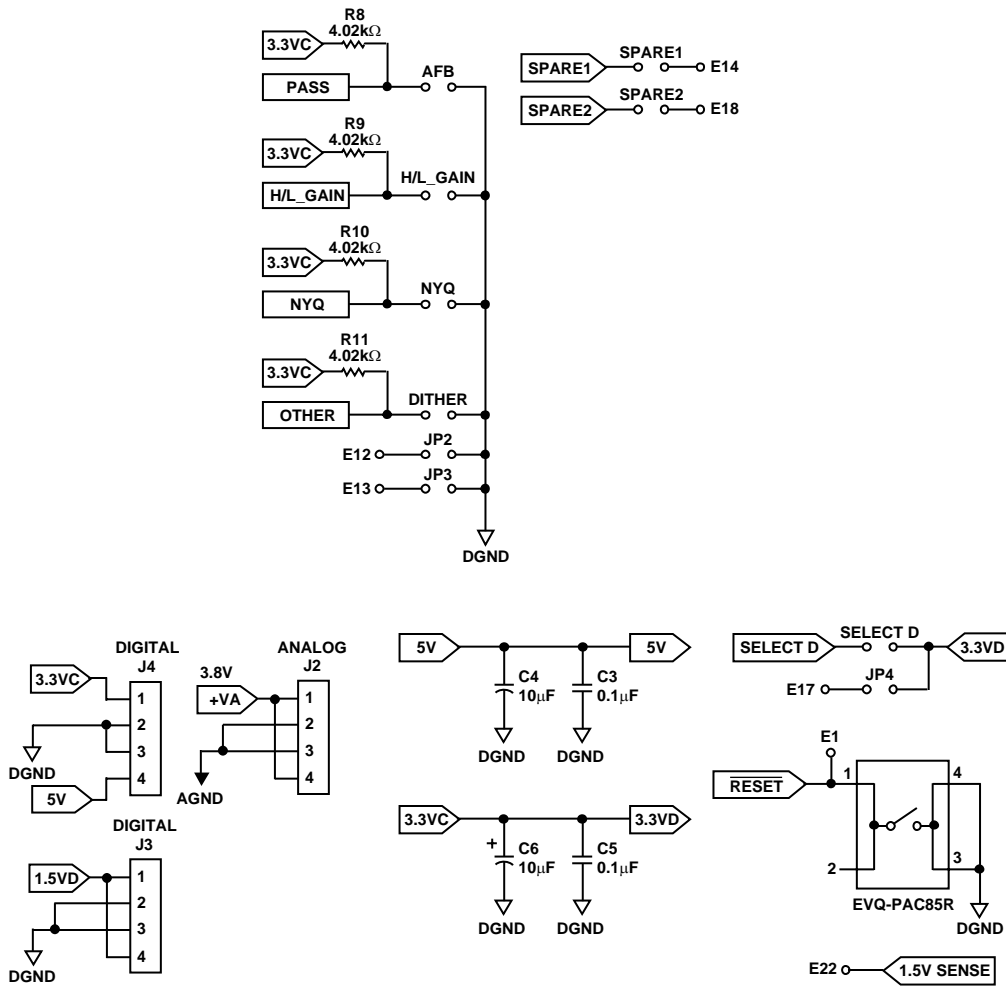 R8
4.02kΩ
3.3VC
PASS
AFB
SPARE1
SPARE1
E14
SPARE2
SPARE2
E18
R9
4.02kΩ
3.3VC
H/L_GAIN
H/L_GAIN
R10
4.02kΩ
3.3VC
NYQ
NYQ
R11
4.02kΩ
3.3VC
OTHER
DITHER
E12
JP2
E13
JP3
DGND
DIGITAL
J4
3.3VC
1
2
3
4
DGND
5V
ANALOG
J2
3.8V
+VA
1
2
3
4
AGND
DIGITAL
J3
1.5VD
1
2
3
4
DGND
5V
5V
C4
10μF
C3
0.1μF
DGND
DGND
3.3VC
3.3VD
+
C6
10μF
C5
0.1μF
DGND
DGND
SELECT D
SELECT D
3.3VD
E17
JP4
E1
RESET
1
4
2
3
EVQ-PAC85R
DGND
E22
1.5V SENSE